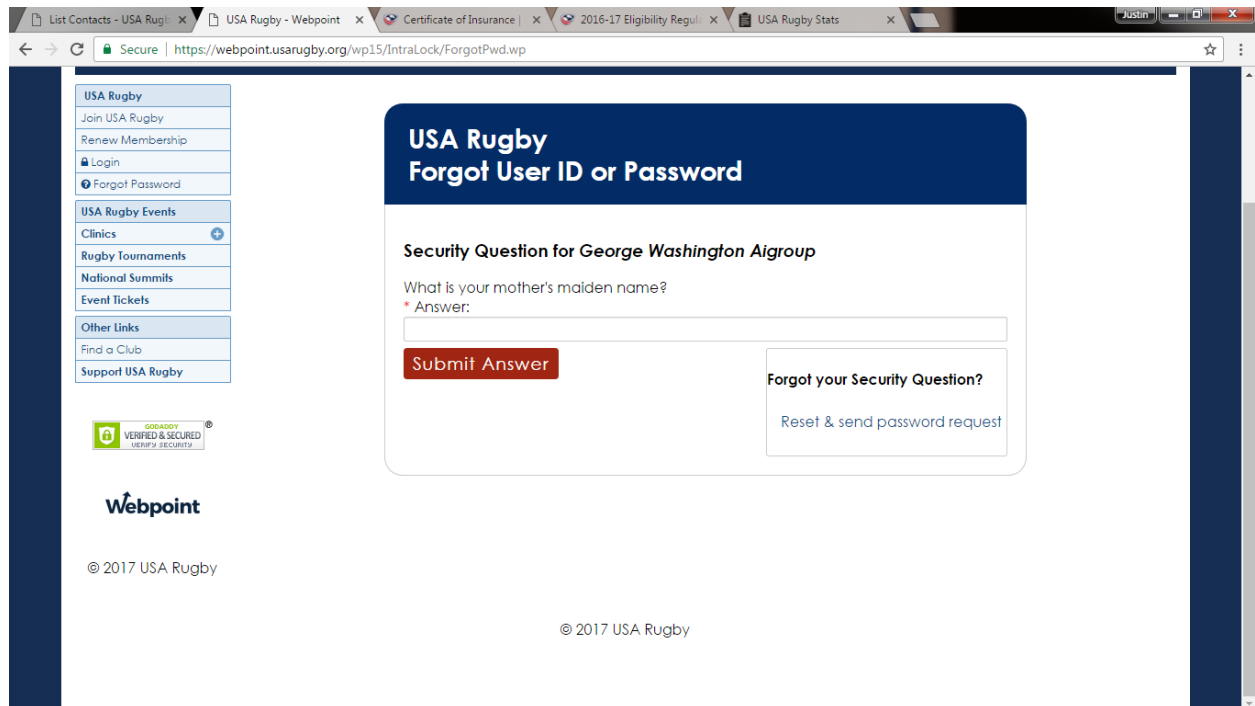 List Contacts - USA Rugb
USA Rugby - Webpoint
Certificate of Insurance |
2016-17 Eligibility Regula
USA Rugby Stats
Justin
Secure | https://webpoint.usarugby.org/wp15/IntraLock/ForgotPwd.wp
USA Rugby
Join USA Rugby
Renew Membership
Login
Forgot Password
USA Rugby Events
Clinics
Rugby Tournaments
National Summits
Event Tickets
Other Links
Find a Club
Support USA Rugby
GODADDY
VERIFIED & SECURED
VERIFY SECURITY
®
Webpoint
© 2017 USA Rugby
USA Rugby
Forgot User ID or Password
Security Question for George Washington Aigroup
What is your mother's maiden name?
* Answer:
Submit Answer
Forgot your Security Question?
Reset & send password request
© 2017 USA Rugby